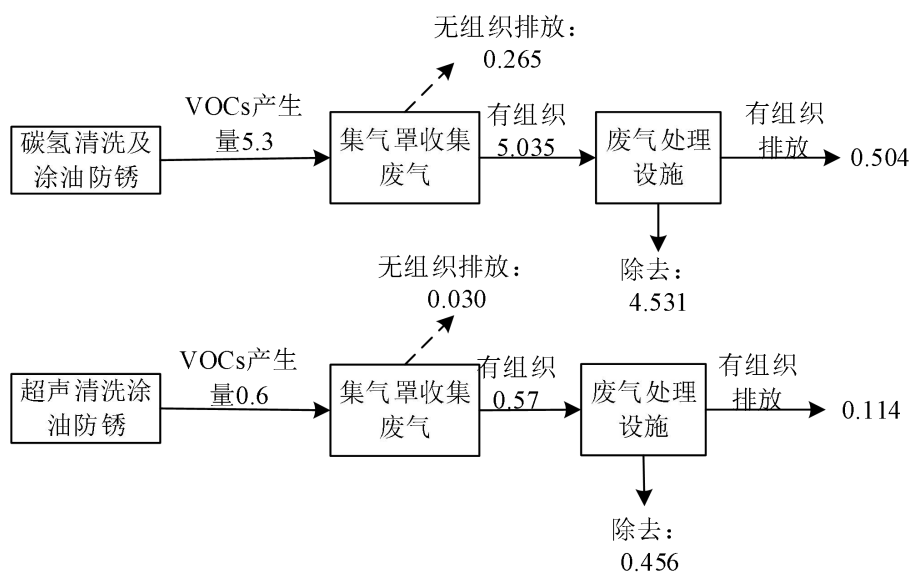 无组织排放：
0.265
VOCs产生
量5.3
碳氢清洗及
涂油防锈
集气罩收集
废气
有组织
5.035
废气处理
设施
有组织
排放
0.504
除去：
4.531
无组织排放：
0.030
VOCs产生
量0.6
超声清洗涂
油防锈
集气罩收集
废气
有组织
0.57
废气处理
设施
有组织
排放
0.114
除去：
0.456